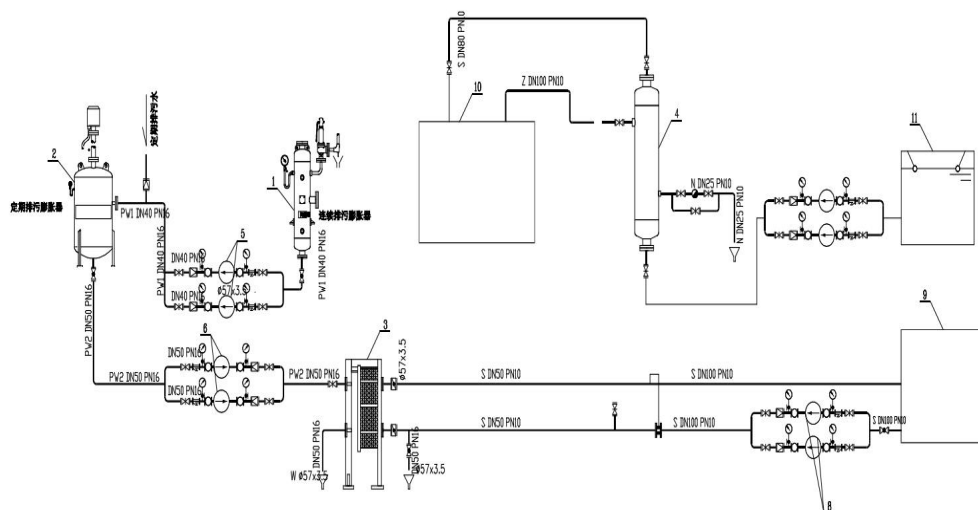 S DN80 PN10
10
Z DN100 PN10
4
11
定期排污水
2
1
N DN25 PN10
N DN25 PN10
定期排污膨胀器
连续排污膨胀器
PW1 DN40 PN16
PW1 DN40 PN16
PW1 DN40 PN16
5
DN40 PN16
Ø57x3.5
DN40 PN16
PW2 DN50 PN16
6
3
9
DN50 PN16
Ø57x3.5
PW2 DN50 PN16
PW2 DN50 PN16
S DN50 PN10
S DN100 PN10
DN50 PN16
S DN50 PN10
S DN100 PN10
S DN100 PN10
DN50 PN16
DN50 PN16
W Ø57x3.5
Ø57x3.5
8